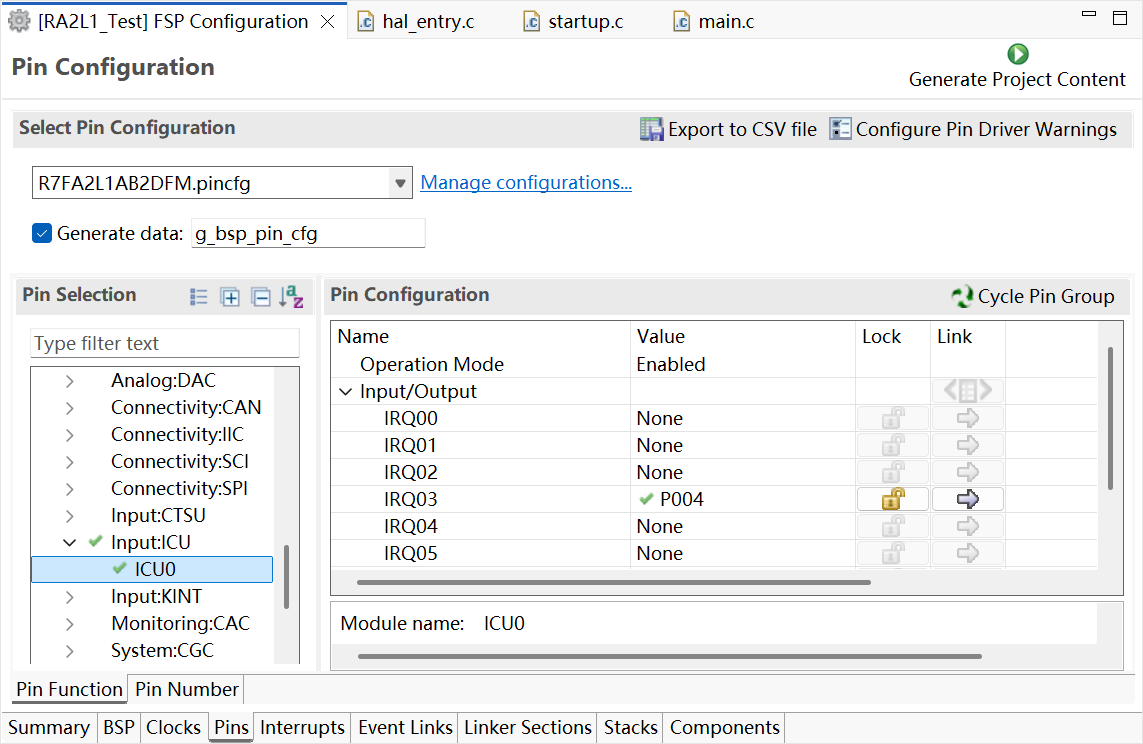 [RA2L1_Test] FSP Configuration hal_entry.c startup.c main.c
Pin Configuration
Generate Project Content
Select Pin Configuration Export to CSV file Configure Pin Driver Warnings
R7FA2L1AB2DFM.pincfg Manage configurations...
Generate data: g_bsp_pin_cfg
Pin Selection
Type filter text
Analog:DAC
Connectivity:CAN
Connectivity:IIC
Connectivity:SCI
Connectivity:SPI
Input:CTSU
Input:ICU
ICU0
Input:KINT
Monitoring:CAC
System:CGC
Pin Configuration Cycle Pin Group
Name Value Lock Link
Operation Mode Enabled
Input/Output
IRQ00 None
IRQ01 None
IRQ02 None
IRQ03 P004
IRQ04 None
IRQ05 None
Module name: ICU0
Pin Function Pin Number
Summary BSP Clocks Pins Interrupts Event Links Linker Sections Stacks Components